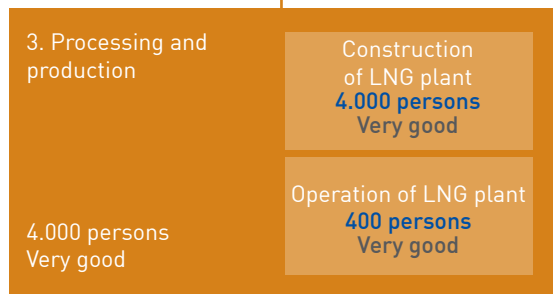 3. Processing and
production
4.000 persons
Very good
Construction
of LNG plant
4.000 persons
Very good
Operation of LNG plant
400 persons
Very good